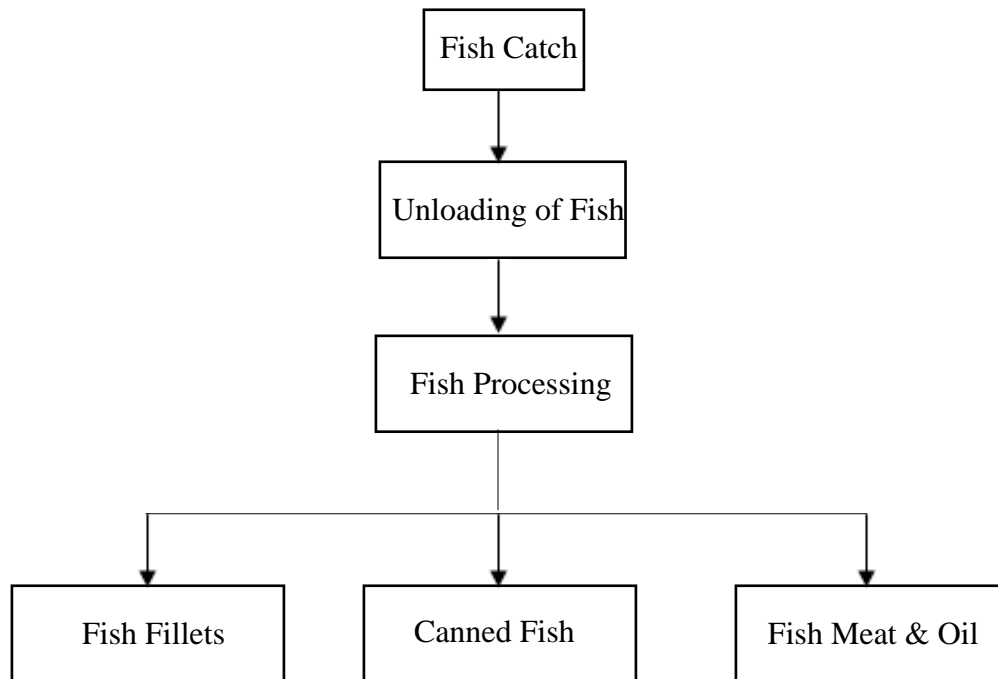 Fish Catch
Unloading of Fish
Fish Processing
Fish Fillets
Canned Fish
Fish Meat & Oil